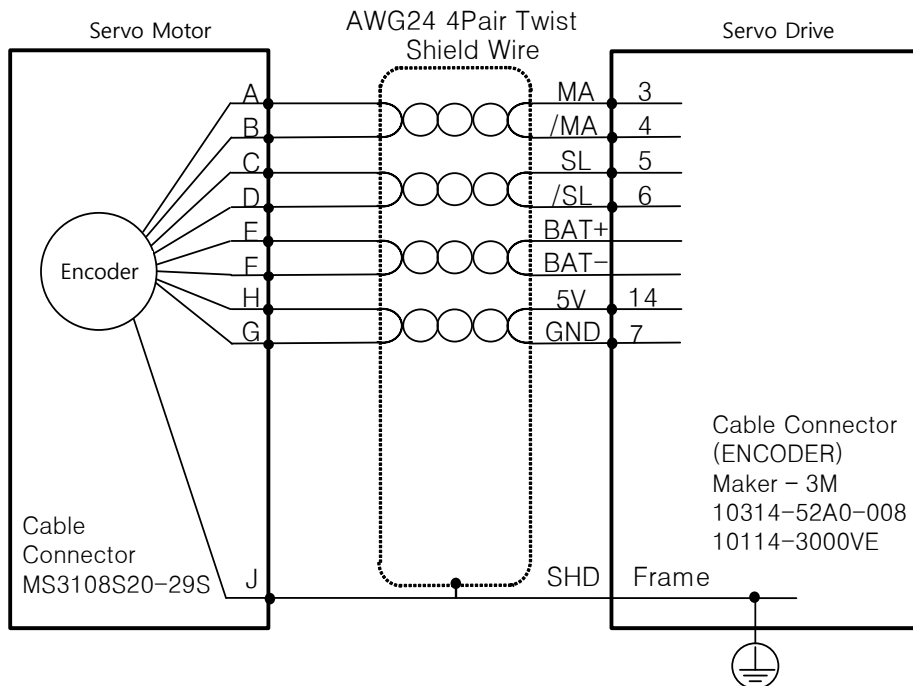 Servo Motor
AWG24 4Pair Twist
Shield Wire
Servo Drive
A
MA
3
B
/MA
4
C
SL
5
D
/SL
6
E
BAT+
F
BAT-
H
5V
14
G
GND
7
Encoder
Cable
Connector
MS3108S20-29S
Cable Connector
(ENCODER)
Maker - 3M
10314-52A0-008
10114-3000VE
J
SHD
Frame